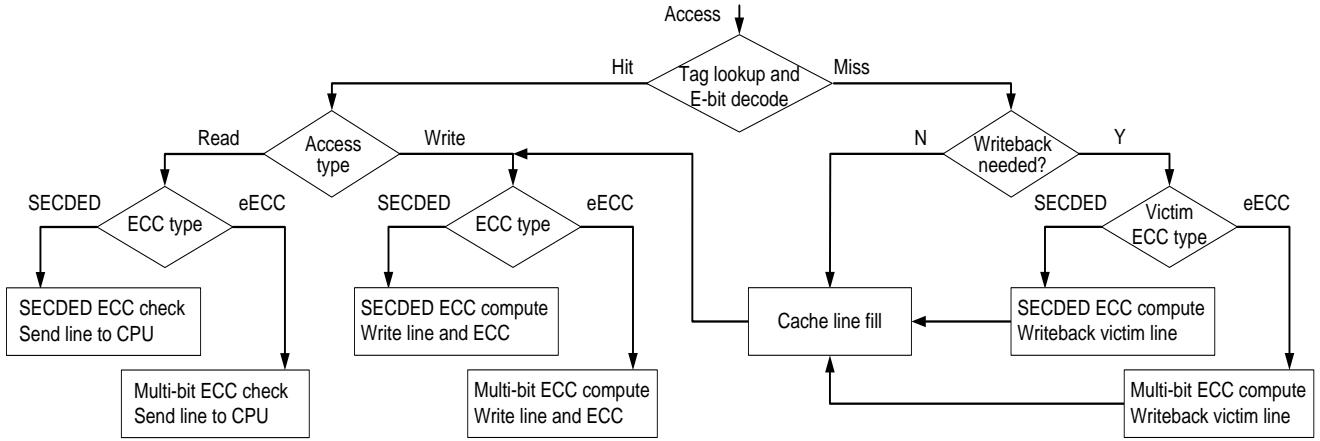 Access
Tag lookup and
E-bit decode
Hit
Miss
Access
type
Read
Write
Writeback
needed?
N
Y
ECC type
SECDED
eECC
ECC type
SECDED
eECC
Victim
ECC type
SECDED
eECC
SECDED ECC check
Send line to CPU
Multi-bit ECC check
Send line to CPU
SECDED ECC compute
Write line and ECC
Multi-bit ECC compute
Write line and ECC
Cache line fill
SECDED ECC compute
Writeback victim line
Multi-bit ECC compute
Writeback victim line